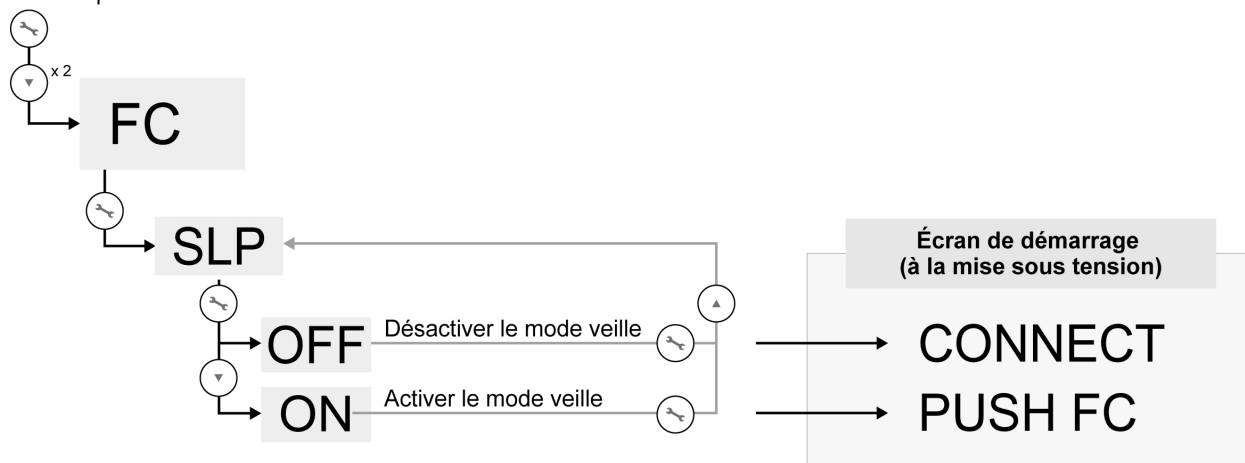 x 2
FC
SLP
Écran de démarrage
(à la mise sous tension)
OFF
Désactiver le mode veille
CONNECT
ON
Activer le mode veille
PUSH FC